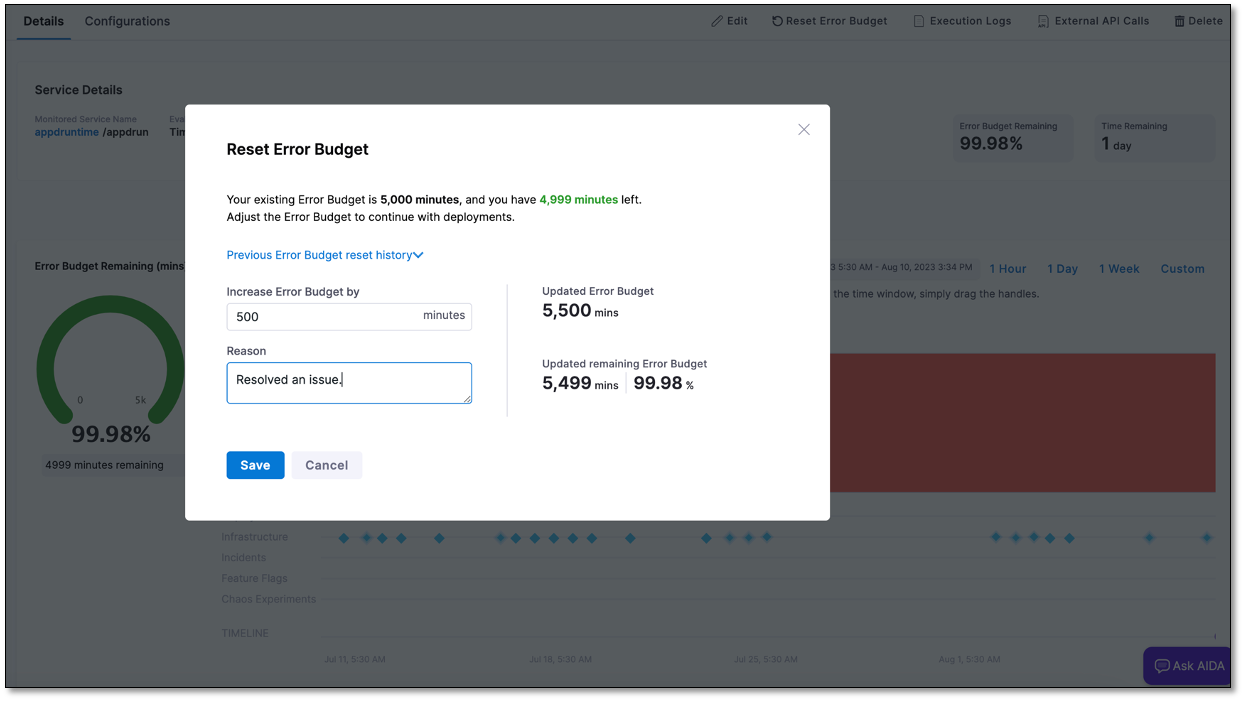 Details Configurations Edit Reset Error Budget Execution Logs External API Calls Delete
Service Details
Monitored Service Name
appdruntime /appdrun
Error Budget Remaining
99.98%
Time Remaining
1 day
Reset Error Budget
Your existing Error Budget is 5,000 minutes, and you have 4,999 minutes left.
Adjust the Error Budget to continue with deployments.
Previous Error Budget reset history
Increase Error Budget by
500 minutes
Reason
Resolved an issue.
Save Cancel
Updated Error Budget
5,500 mins
Updated remaining Error Budget
5,499 mins 99.98 %
Error Budget Remaining (mins
0 5k
99.98%
4999 minutes remaining
3 5:30 AM - Aug 10, 2023 3:34 PM 1 Hour 1 Day 1 Week Custom
the time window, simply drag the handles.
Infrastructure
Incidents
Feature Flags
Chaos Experiments
TIMELINE
Jul 11, 5:30 AM Jul 18, 5:30 AM Jul 25, 5:30 AM Aug 1, 5:30 AM
Ask AIDA